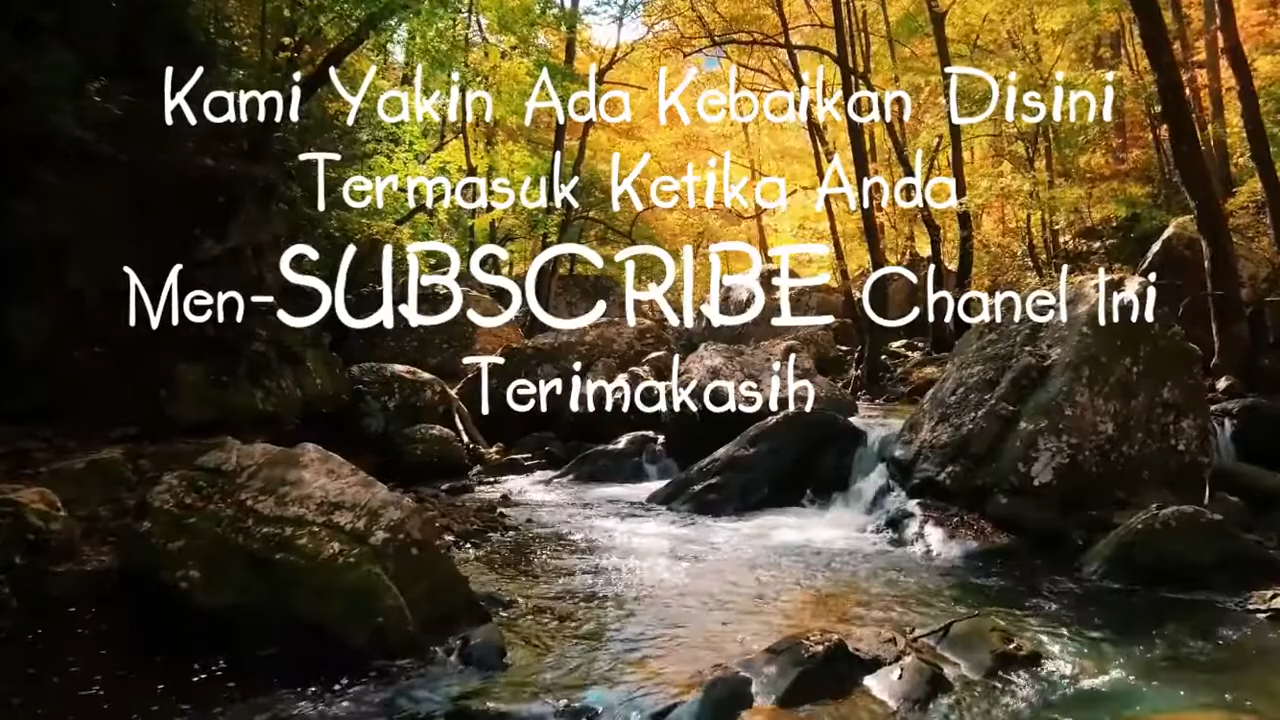 Kami Yakin Ada Kebaikan Disini
Termasuk Ketika Anda
Men-SUBSCRIBE Chanel Ini
Terimakasih